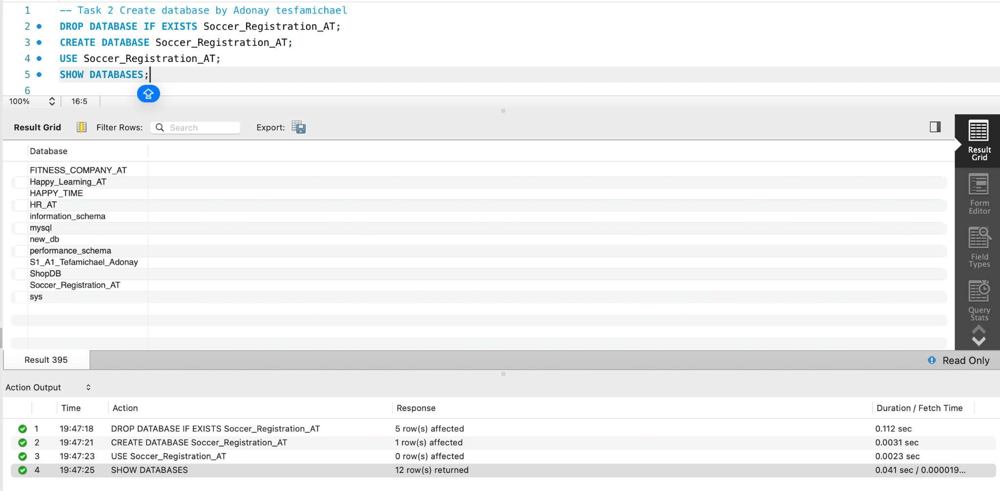 1 -- Task 2 Create database by Adonay tesfamichael
2 DROP DATABASE IF EXISTS Soccer_Registration_AT;
3 CREATE DATABASE Soccer_Registration_AT;
4 USE Soccer_Registration_AT;
5 SHOW DATABASES;
6
100% 16:5
Result Grid Filter Rows: Search Export:
Database
FITNESS_COMPANY_AT
Happy_Learning_AT
HAPPY_TIME
HR_AT
information_schema
mysql
new_db
performance_schema
S1_A1_Tefamichael_Adonay
ShopDB
Soccer_Registration_AT
sys
Result
Grid
Form
Editor
Field
Types
Query
Stats
Result 395 Read Only
Action Output
Time Action Response Duration / Fetch Time
1 19:47:18 DROP DATABASE IF EXISTS Soccer_Registration_AT 5 row(s) affected 0.112 sec
2 19:47:21 CREATE DATABASE Soccer_Registration_AT 1 row(s) affected 0.0031 sec
3 19:47:23 USE Soccer_Registration_AT 0 row(s) affected 0.0023 sec
4 19:47:25 SHOW DATABASES 12 row(s) returned 0.041 sec / 0.000019...